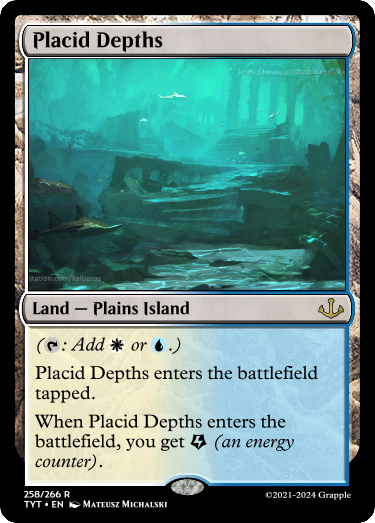 Placid Depths
Land — Plains Island
(: Add or .)
Placid Depths enters the battlefield
tapped.
When Placid Depths enters the
battlefield, you get (an energy
counter).
258/266 R
TYT • EN Mateusz Michalski
©2021-2024 Grapple